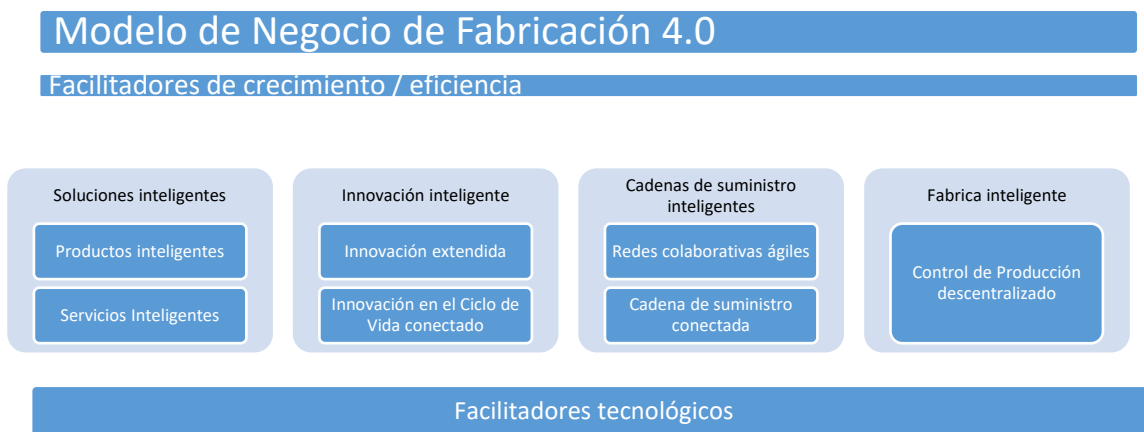 Modelo de Negocio de Fabricación 4.0
Facilitadores de crecimiento / eficiencia
Soluciones inteligentes
Productos inteligentes
Servicios Inteligentes
Innovación inteligente
Innovación extendida
Innovación en el Ciclo de
Vida conectado
Cadenas de suministro
inteligentes
Redes colaborativas ágiles
Cadena de suministro
conectada
Fabrica inteligente
Control de Producción
descentralizado
Facilitadores tecnológicos